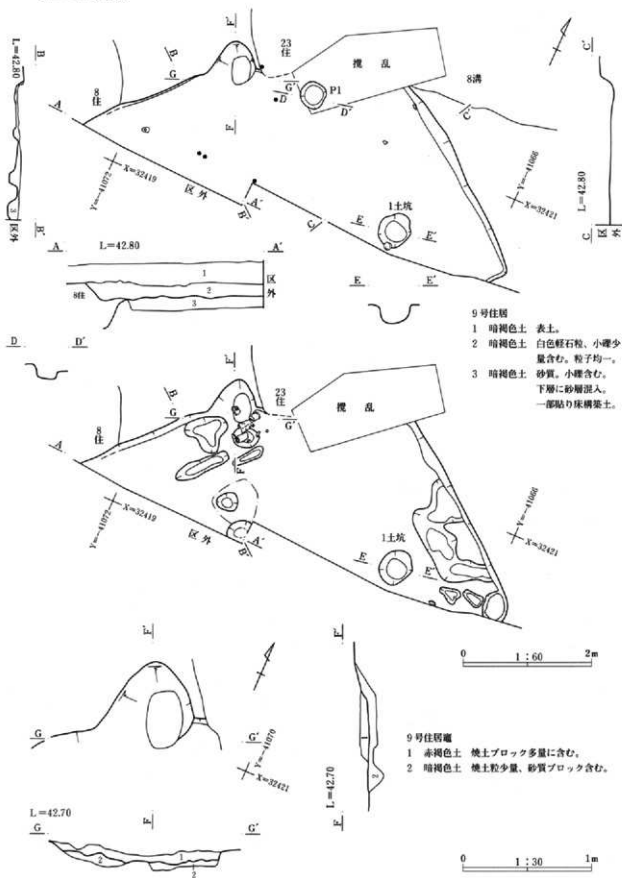 F'
L=42.80
B
B
G
23
住
G'
攪乱
P1
D
D'
8溝
C
C'
A
8住
F
Y=-41072
X=32419
区外
B'
A'
C
E
E'
1土坑
Y=-41066
X=32421
3
区外
B'
L=42.80
C
区外
A
L=42.80
A'
1
2
3
8住
区
外
E
E'
D
D'
9号住居
1 暗褐色土 表土。
2 暗褐色土 白色軽石粒、小礫少
量含む。粒子均一。
3 暗褐色土 砂質。小礫含む。
下層に砂層混入。
一部貼り床構築土。
F'
B
G
23
住
G'
攪乱
A
8住
F
Y=-41072
X=32419
区外
A'
B'
1土坑
E
E'
Y=-41066
X=32421
F'
F'
0 1:60 2m
G
G'
Y=-41070
X=32421
1
2
L=42.70
F
9号住居竈
1 赤褐色土 焼土ブロック多量に含む。
2 暗褐色土 焼土粒少量、砂質ブロック含む。
L=42.70
F
G
G'
2
1
2
0 1:30 1m